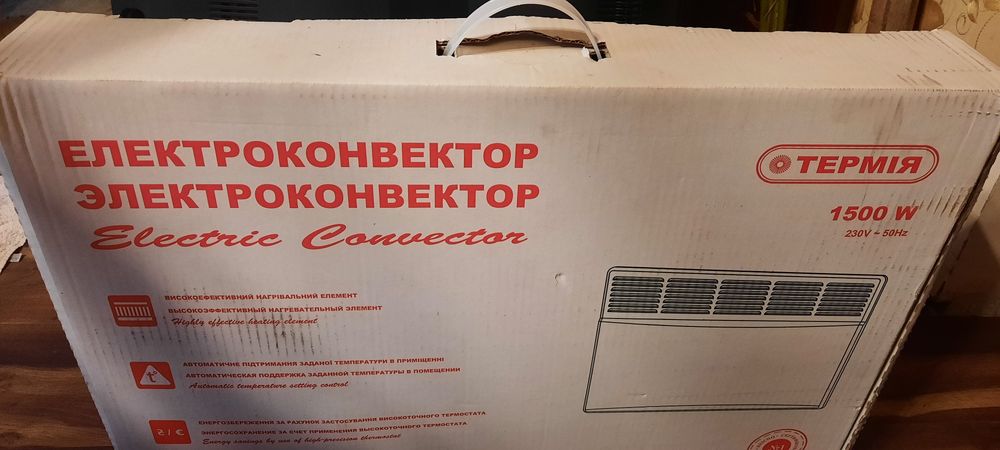 ЕЛЕКТРОКОНВЕКТОР
ЭЛЕКТРОКОНВЕКТОР
Electric Convector
ТЕРМІЯ
1500 W
230V ~ 50Hz
ВИСОКОЕФЕКТИВНИЙ НАГРІВАЛЬНИЙ ЕЛЕМЕНТ
ВЫСОКОЭФФЕКТИВНЫЙ НАГРЕВАТЕЛЬНЫЙ ЭЛЕМЕНТ
Highly effective heating element
АВТОМАТИЧНЕ ПІДТРИМАННЯ ЗАДАНОЇ ТЕМПЕРАТУРИ В ПРИМІЩЕННІ
АВТОМАТИЧЕСКАЯ ПОДДЕРЖКА ЗАДАННОЙ ТЕМПЕРАТУРЫ В ПОМЕЩЕНИИ
Automatic temperature setting control
₴ / €
ЕНЕРГОЗБЕРЕЖЕННЯ ЗА РАХУНОК ЗАСТОСУВАННЯ ВИСОКОТОЧНОГО ТЕРМОСТАТА
ЭНЕРГОСОХРАНЕНИЕ ЗА СЧЕТ ПРИМЕНЕНИЯ ВЫСОКОТОЧНОГО ТЕРМОСТАТА
Energy savings by use of high-precision thermostat